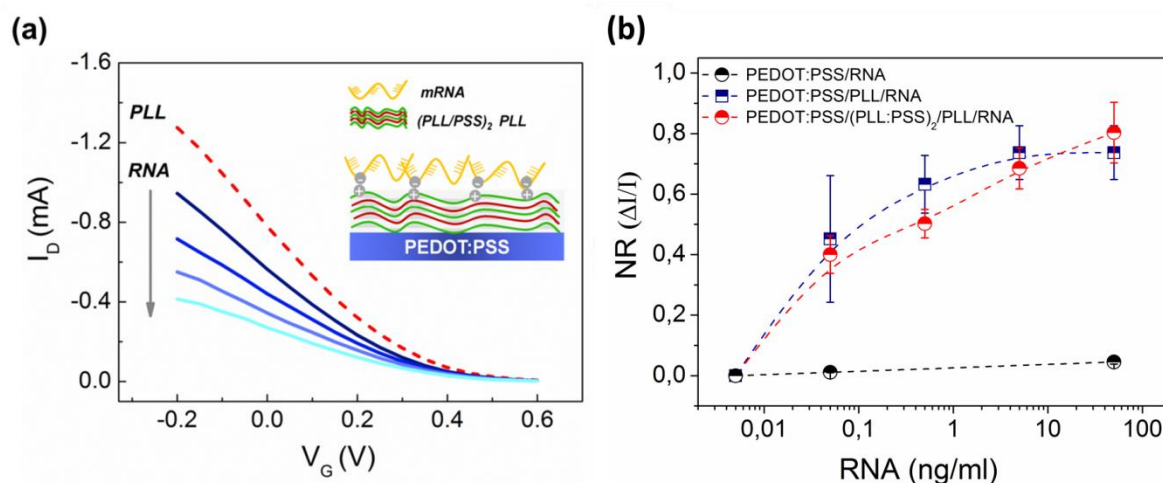 (a)
-1.6
-1.2
-0.8
-0.4
0.0
I_D (mA)
-0.2
0.0
0.2
0.4
0.6
V_G (V)
PLL
RNA
mRNA
(PLL/PSS)₂ PLL
PEDOT:PSS
(b)
1,0
0,8
0,6
0,4
0,2
0,0
NR (ΔI/I)
PEDOT:PSS/RNA
PEDOT:PSS/PLL/RNA
PEDOT:PSS/(PLL:PSS)₂/PLL/RNA
0,01
0,1
1
10
100
RNA (ng/ml)